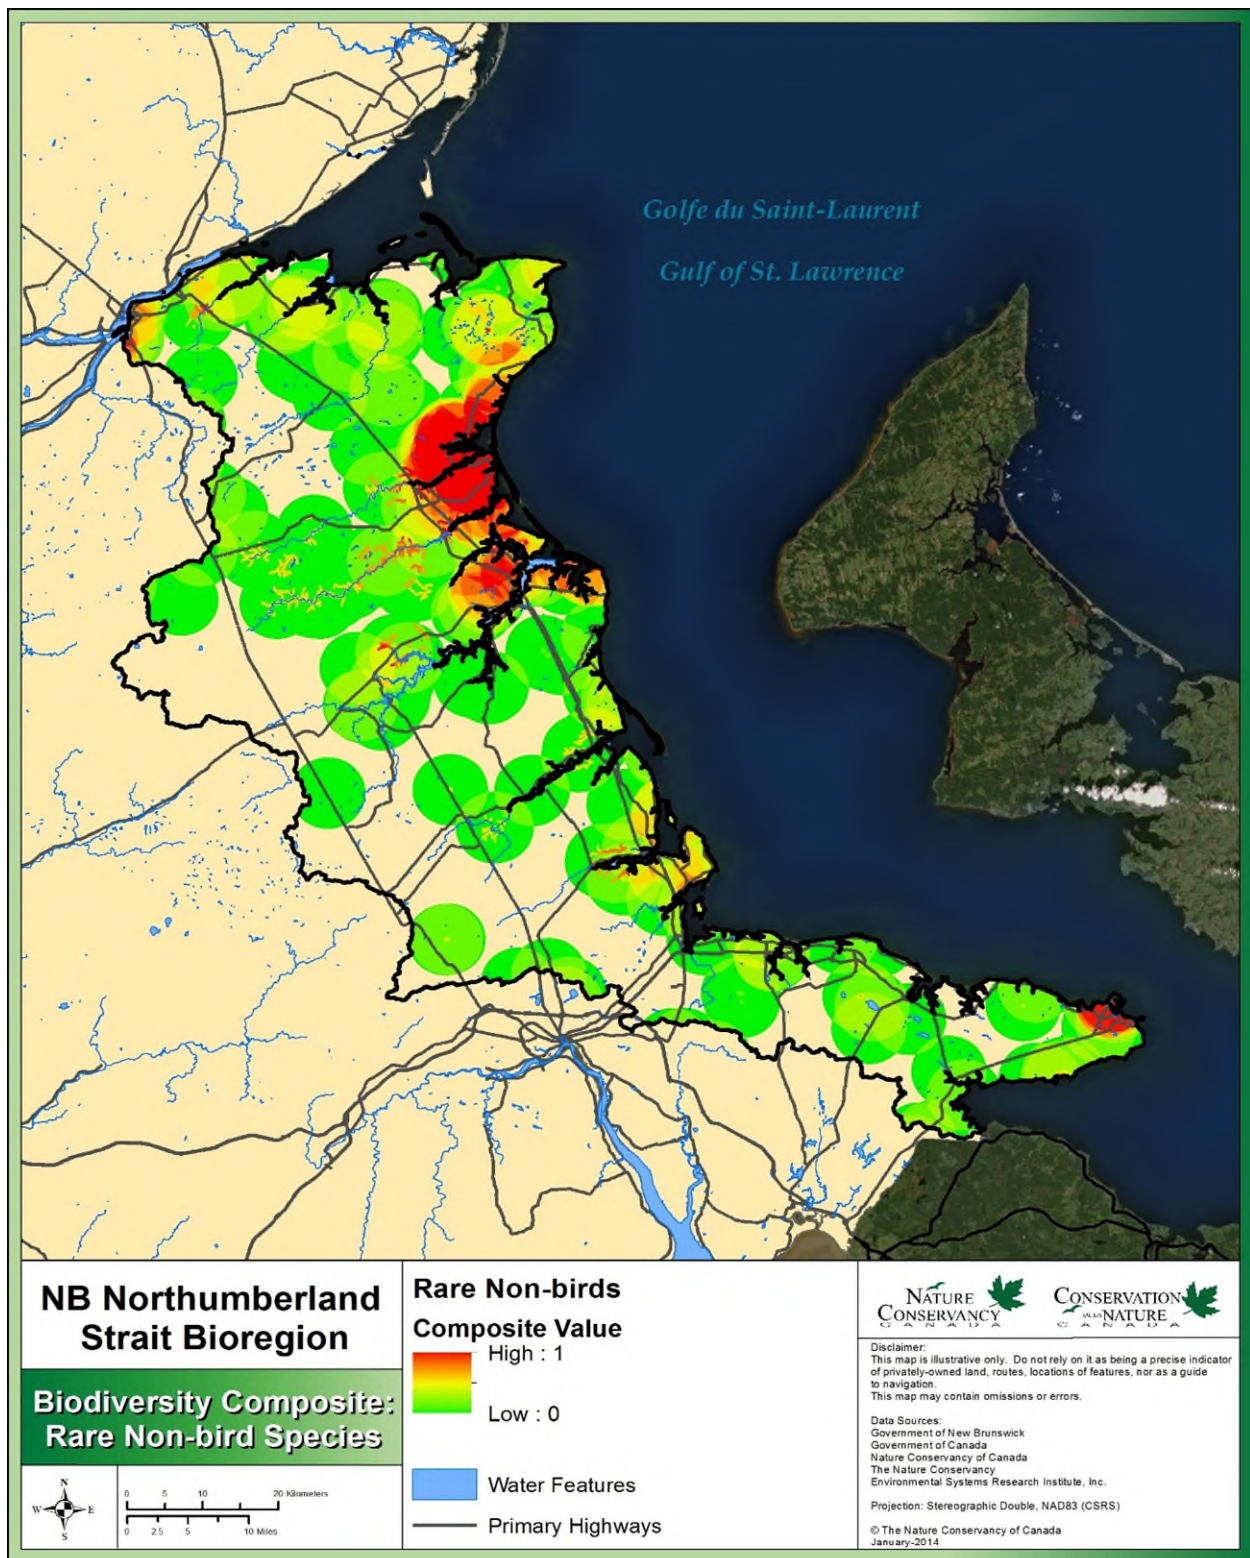 Golfe du Saint-Laurent
Gulf of St. Lawrence
NB Northumberland
Strait Bioregion
Biodiversity Composite:
Rare Non-bird Species
N
W
E
S
0 5 10 20 Kilometers
0 2.5 5 10 Miles
Rare Non-birds
Composite Value
High : 1
Low : 0
Water Features
Primary Highways
NATURE
CONSERVANCY
CANADA
CONSERVATION
DE LA NATURE
CANADA
Disclaimer:
This map is illustrative only. Do not rely on it as being a precise indicator
of privately-owned land, routes, locations of features, nor as a guide
to navigation.
This map may contain omissions or errors.
Data Sources:
Government of New Brunswick
Government of Canada
Nature Conservancy of Canada
The Nature Conservancy
Environmental Systems Research Institute, Inc.
Projection: Stereographic Double, NAD83 (CSRS)
© The Nature Conservancy of Canada
January-2014